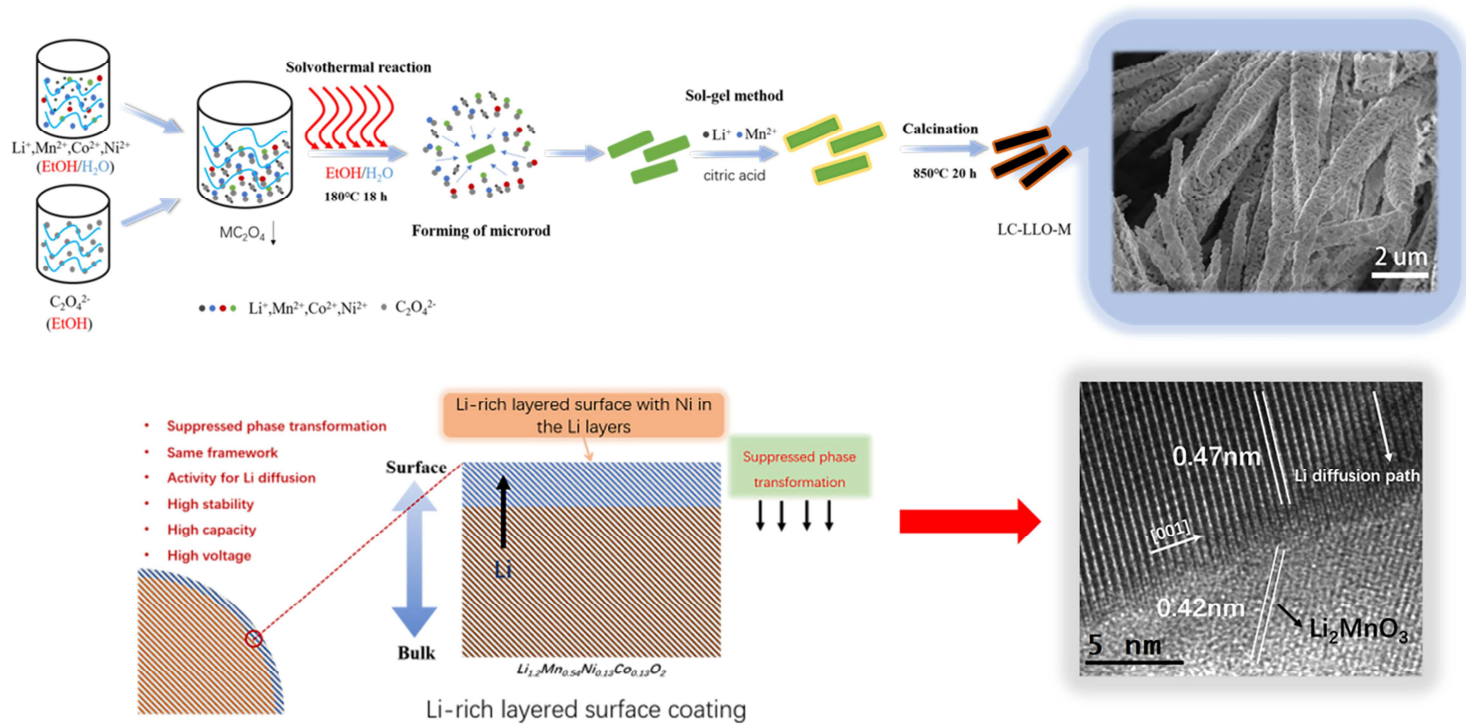 Li⁺,Mn²⁺,Co²⁺,Ni²⁺
(EtOH/H₂O)
C₂O₄²⁻
(EtOH)
MC₂O₄ ↓
Solvothermal reaction
EtOH/H₂O
180℃ 18 h
Forming of microrod
Li⁺,Mn²⁺,Co²⁺,Ni²⁺ C₂O₄²⁻
Sol-gel method
Li⁺ Mn²⁺
citric acid
Calcination
850℃ 20 h
LC-LLO-M
2 um
• Suppressed phase transformation
• Same framework
• Activity for Li diffusion
• High stability
• High capacity
• High voltage
Surface
Bulk
Li-rich layered surface with Ni in
the Li layers
Li
Li₁.₂Mn₀.₅₄Ni₀.₁₃Co₀.₁₃O₂
Li-rich layered surface coating
Suppressed phase
transformation
0.47nm
Li diffusion path
[001]
0.42nm
Li₂MnO₃
5 nm